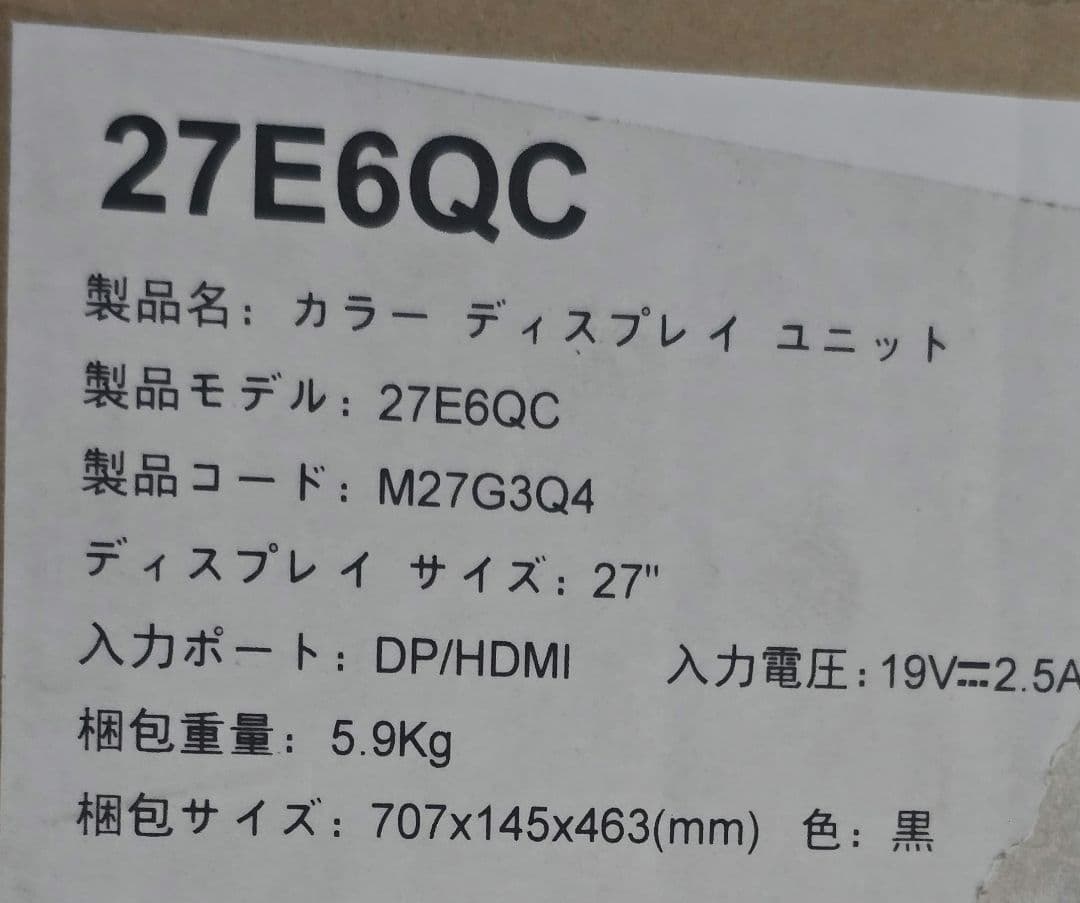 27E6QC
製品名: カラー ディスプレイ ユニット
製品モデル: 27E6QC
製品コード: M27G3Q4
ディスプレイ サイズ: 27"
入力ポート: DP/HDMI 入力電圧: 19V⎓2.5A
梱包重量: 5.9Kg
梱包サイズ: 707x145x463(mm) 色: 黒